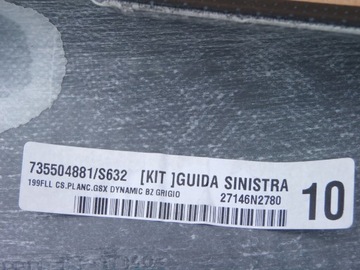 735504881/S632 [KIT ]GUIDA SINISTRA
199FLL CS.PLANC.GSX DYNAMIC BZ GRIGIO 27146N2780
10